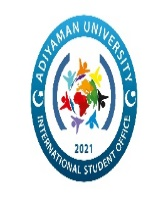 ADIYAMAN UNIVERSITY
2021
INTERNATIONAL STUDENT OFFICE